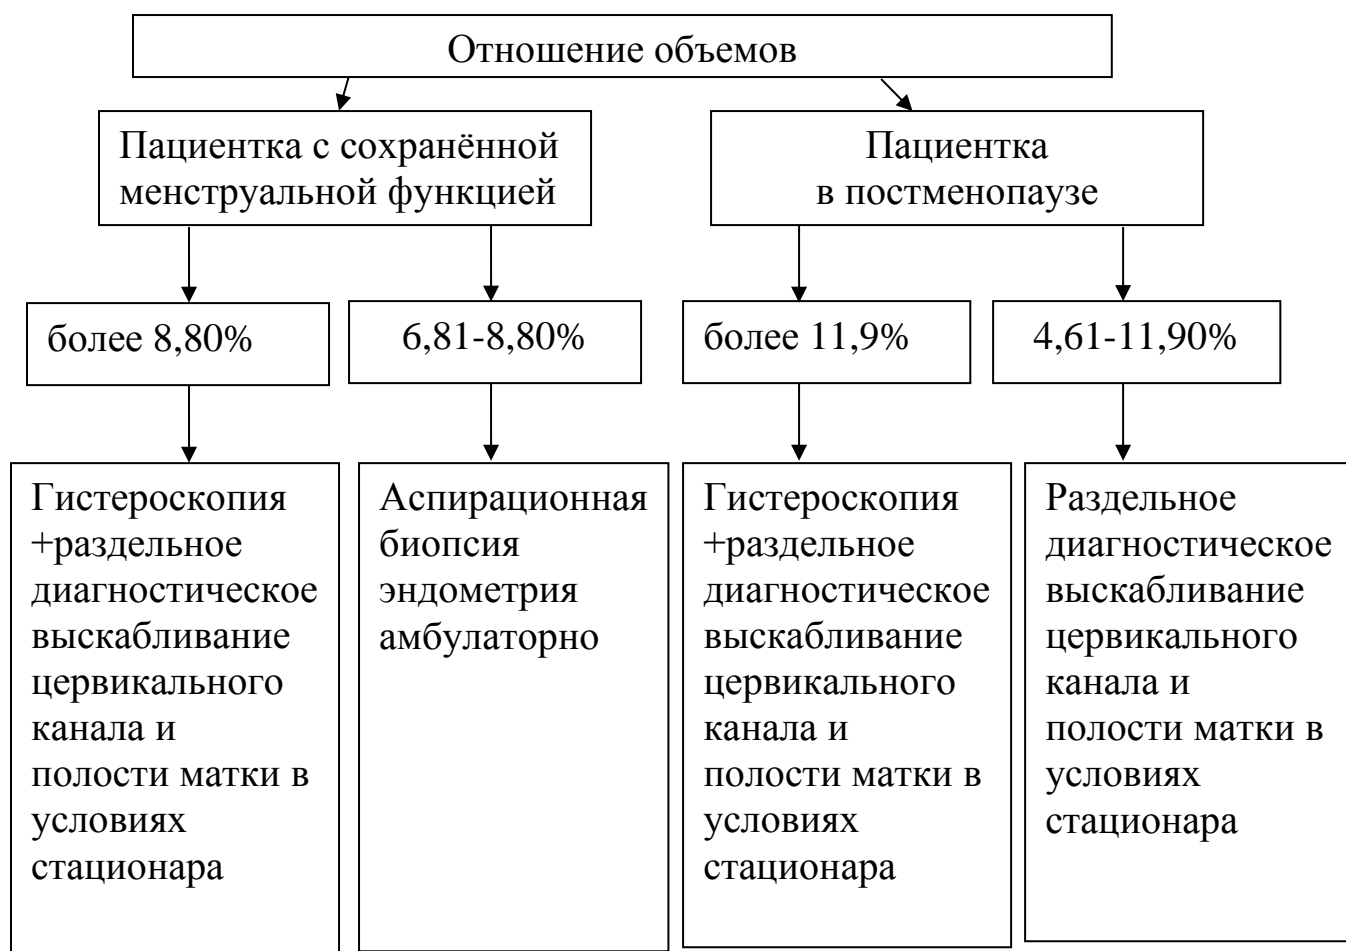 Отношение объемов
Пациентка с сохранённой
менструальной функцией
Пациентка
в постменопаузе
более 8,80%
6,81-8,80%
более 11,9%
4,61-11,90%
Гистероскопия
+раздельное
диагностическое
выскабливание
цервикального
канала и
полости матки в
условиях
стационара
Аспирационная
биопсия
эндометрия
амбулаторно
Гистероскопия
+раздельное
диагностическое
выскабливание
цервикального
канала и
полости матки в
условиях
стационара
Раздельное
диагностическое
выскабливание
цервикального
канала и
полости матки в
условиях
стационара